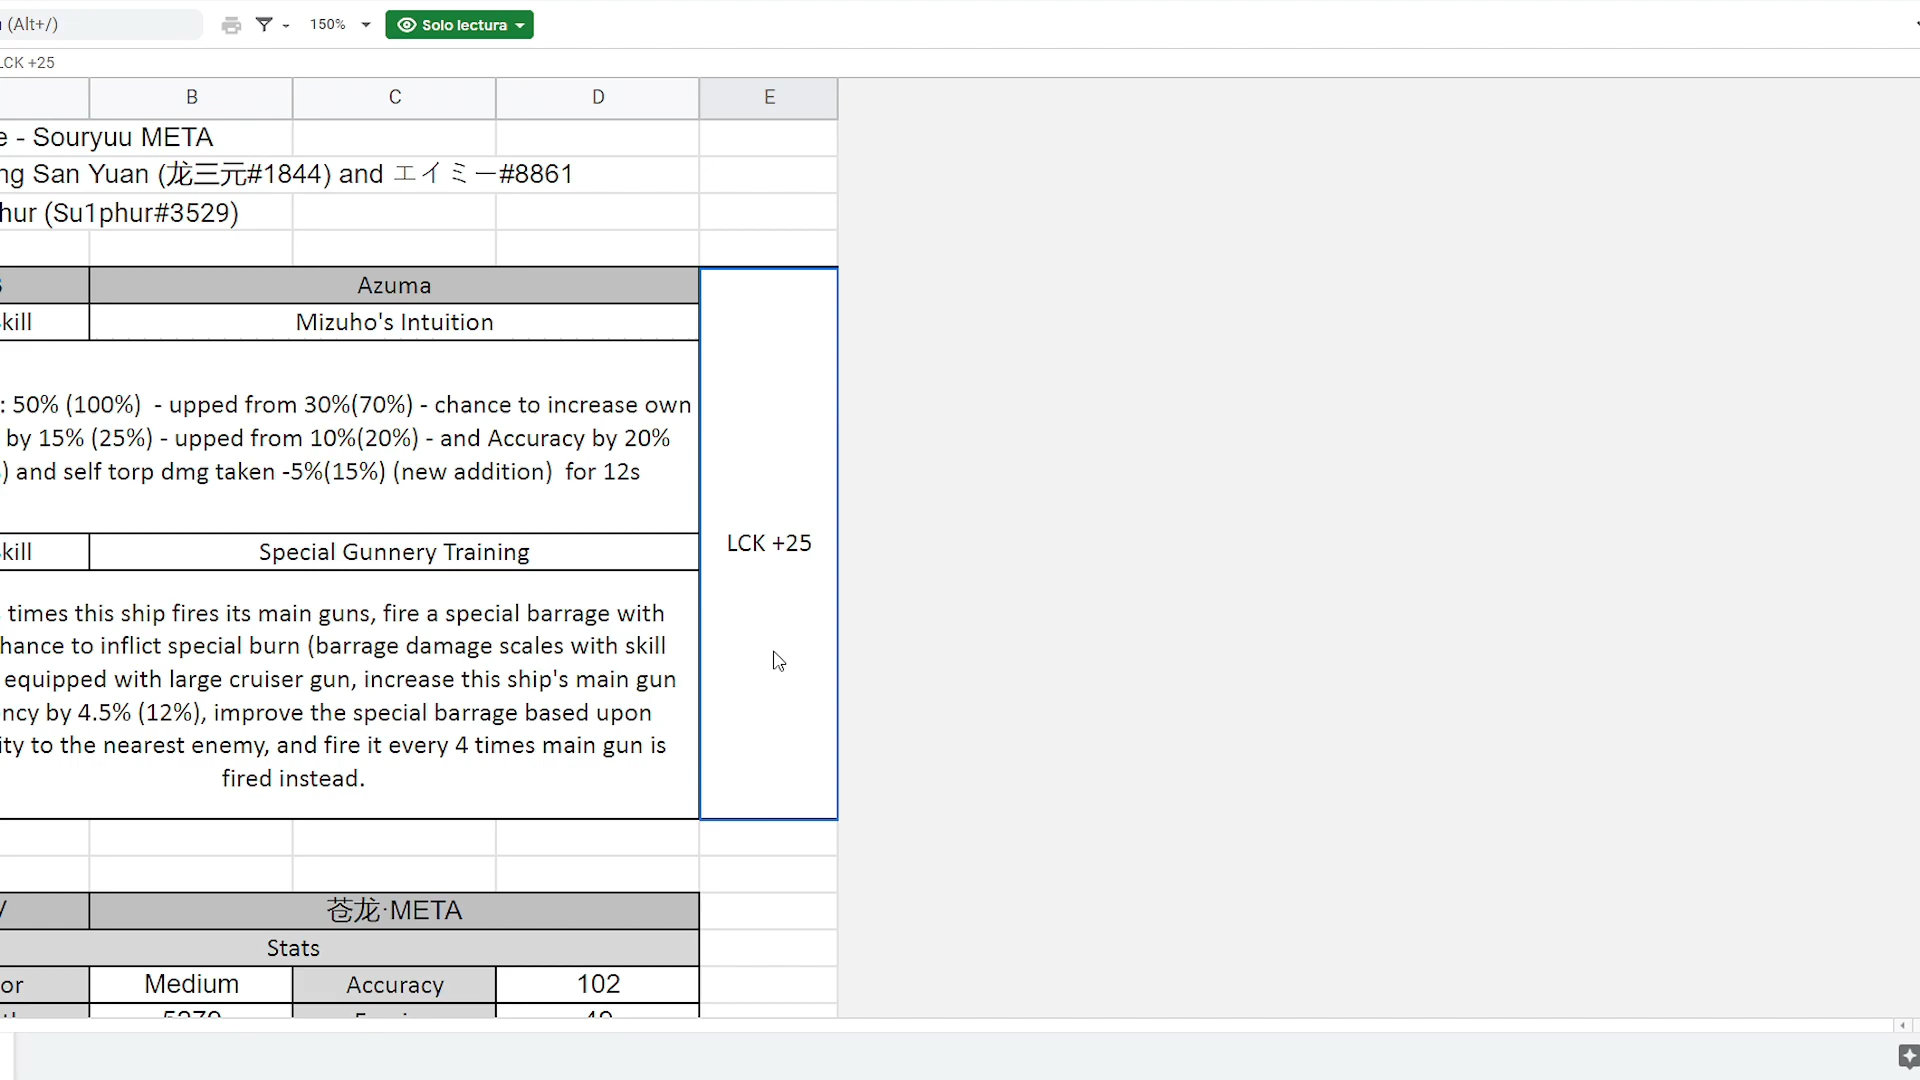 (Alt+/)
150%
Solo lectura
LCK +25
B C D E
e - Souryuu META
ng San Yuan (龙三元#1844) and エイミー#8861
hur (Su1phur#3529)
Azuma
kill Mizuho's Intuition
: 50% (100%) - upped from 30%(70%) - chance to increase own
by 15% (25%) - upped from 10%(20%) - and Accuracy by 20%
) and self torp dmg taken -5%(15%) (new addition) for 12s
LCK +25
kill Special Gunnery Training
times this ship fires its main guns, fire a special barrage with
hance to inflict special burn (barrage damage scales with skill
equipped with large cruiser gun, increase this ship's main gun
ncy by 4.5% (12%), improve the special barrage based upon
ity to the nearest enemy, and fire it every 4 times main gun is
fired instead.
苍龙·META
Stats
or Medium Accuracy 102